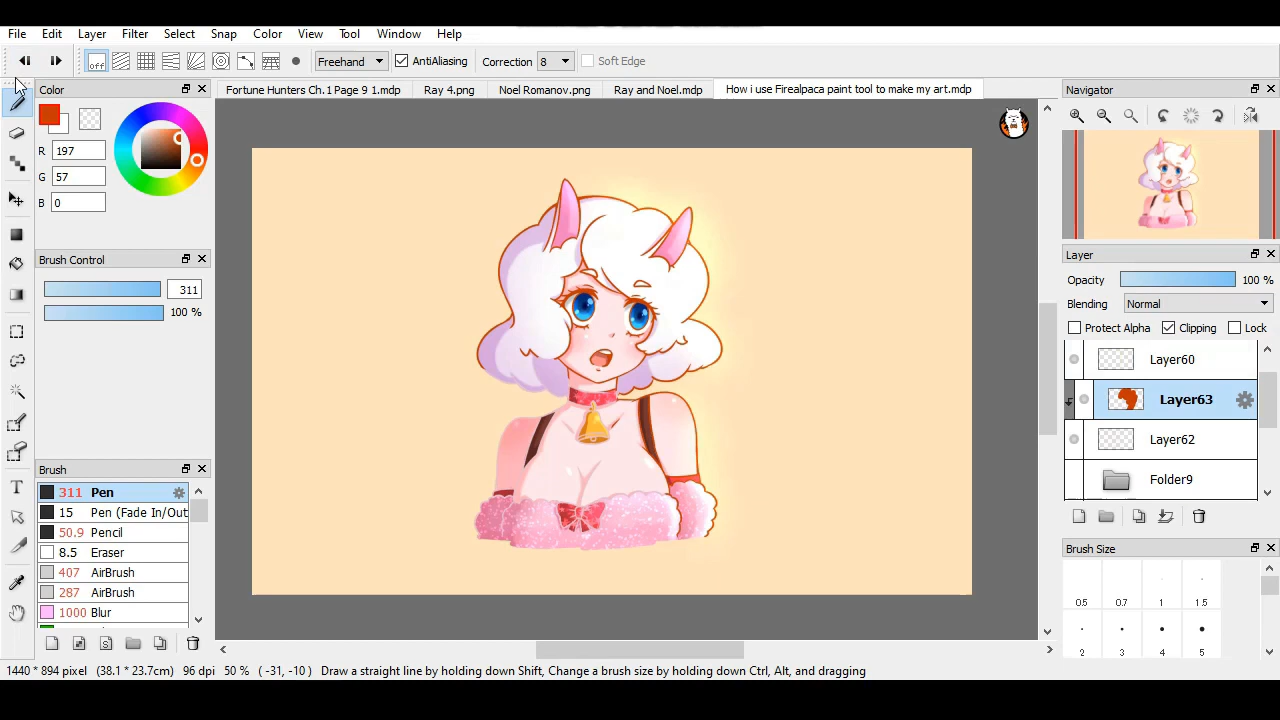 File Edit Layer Filter Select Snap Color View Tool Window Help
off Freehand AntiAliasing Correction 8 Soft Edge
Color
Fortune Hunters Ch.1 Page 9 1.mdp Ray 4.png Noel Romanov.png Ray and Noel.mdp How i use Firealpaca paint tool to make my art.mdp
Navigator
R 197
G 57
B 0
Brush Control
311
100 %
Layer
Opacity 100 %
Blending Normal
Protect Alpha Clipping Lock
Layer60
Layer63
Layer62
Folder9
Brush
311 Pen
15 Pen (Fade In/Out
50.9 Pencil
8.5 Eraser
407 AirBrush
287 AirBrush
1000 Blur
S
T
Brush Size
0.5 0.7 1 1.5
2 3 4 5
1440 * 894 pixel (38.1 * 23.7cm) 96 dpi 50 % ( -31, -10 ) Draw a straight line by holding down Shift, Change a brush size by holding down Ctrl, Alt, and dragging